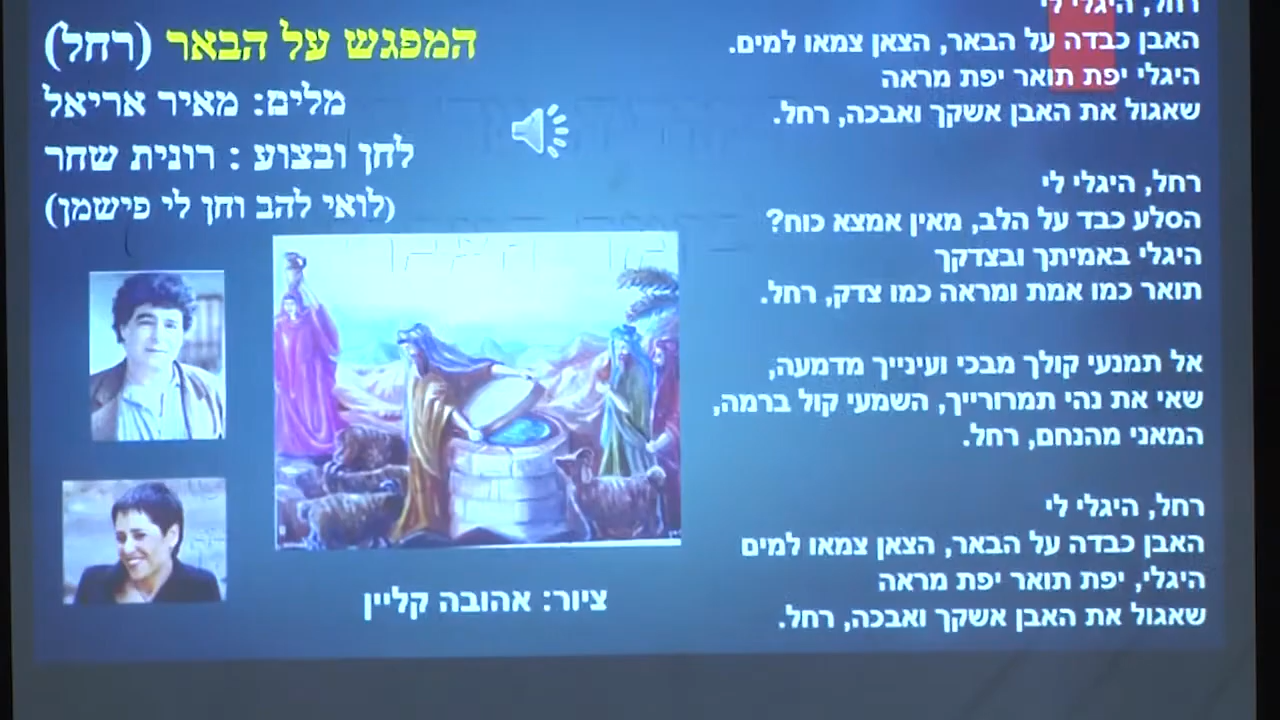 המפגש על הבאר (רחל)
מלים: מאיר אריאל
לחן ובצוע : רונית שחר
(לואי להב וחן לי פישמן)
ציור: אהובה קליין
רחל, היגלי לי
האבן כבדה על הבאר, הצאן צמאו למים.
היגלי יפת תואר יפת מראה
שאגול את האבן אשקך ואבכה, רחל.
רחל, היגלי לי
הסלע כבד על הלב, מאין אמצא כוח?
היגלי באמיתך ובצדקך
תואר כמו אמת ומראה כמו צדק, רחל.
אל תמנעי קולך מבכי ועינייך מדמעה,
שאי את נהי תמרורייך, השמעי קול ברמה,
המאני מהנחם, רחל.
רחל, היגלי לי
האבן כבדה על הבאר, הצאן צמאו למים
היגלי, יפת תואר יפת מראה
שאגול את האבן אשקך ואבכה, רחל.